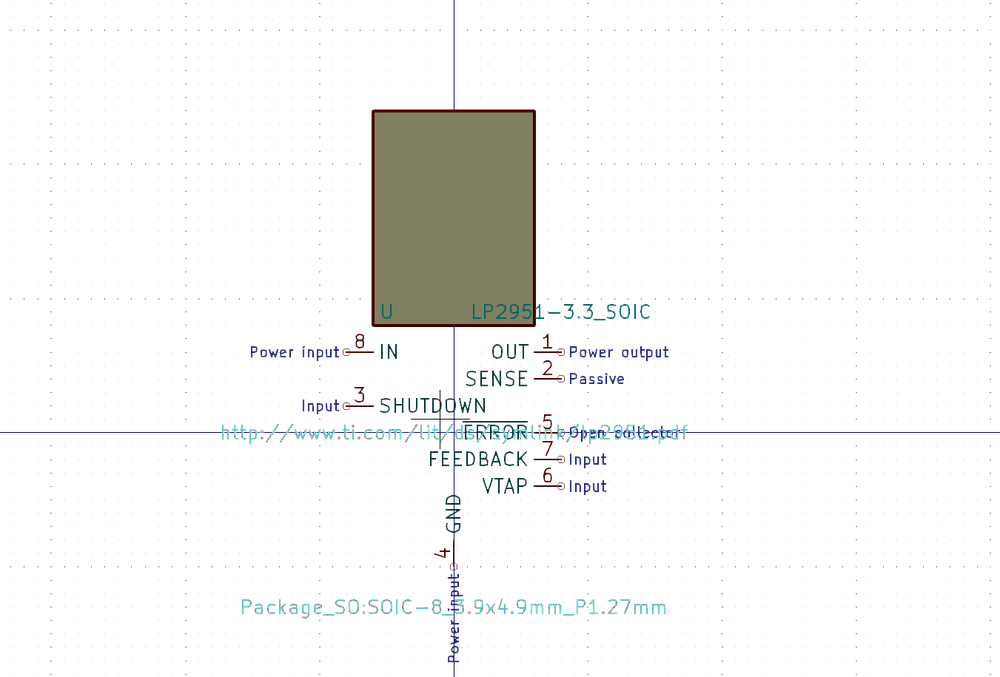 U LP2951-3.3_SOIC
Power input 8 IN OUT 1 Power output
SENSE 2 Passive
Input 3 SHUTDOWN
http://www.ti.com/lit/ds/symlink/lp2951.pdf
ERROR 5 Open collector
FEEDBACK 7 Input
VTAP 6 Input
GND
4
Package_SO:SOIC-8_3.9x4.9mm_P1.27mm
Power input